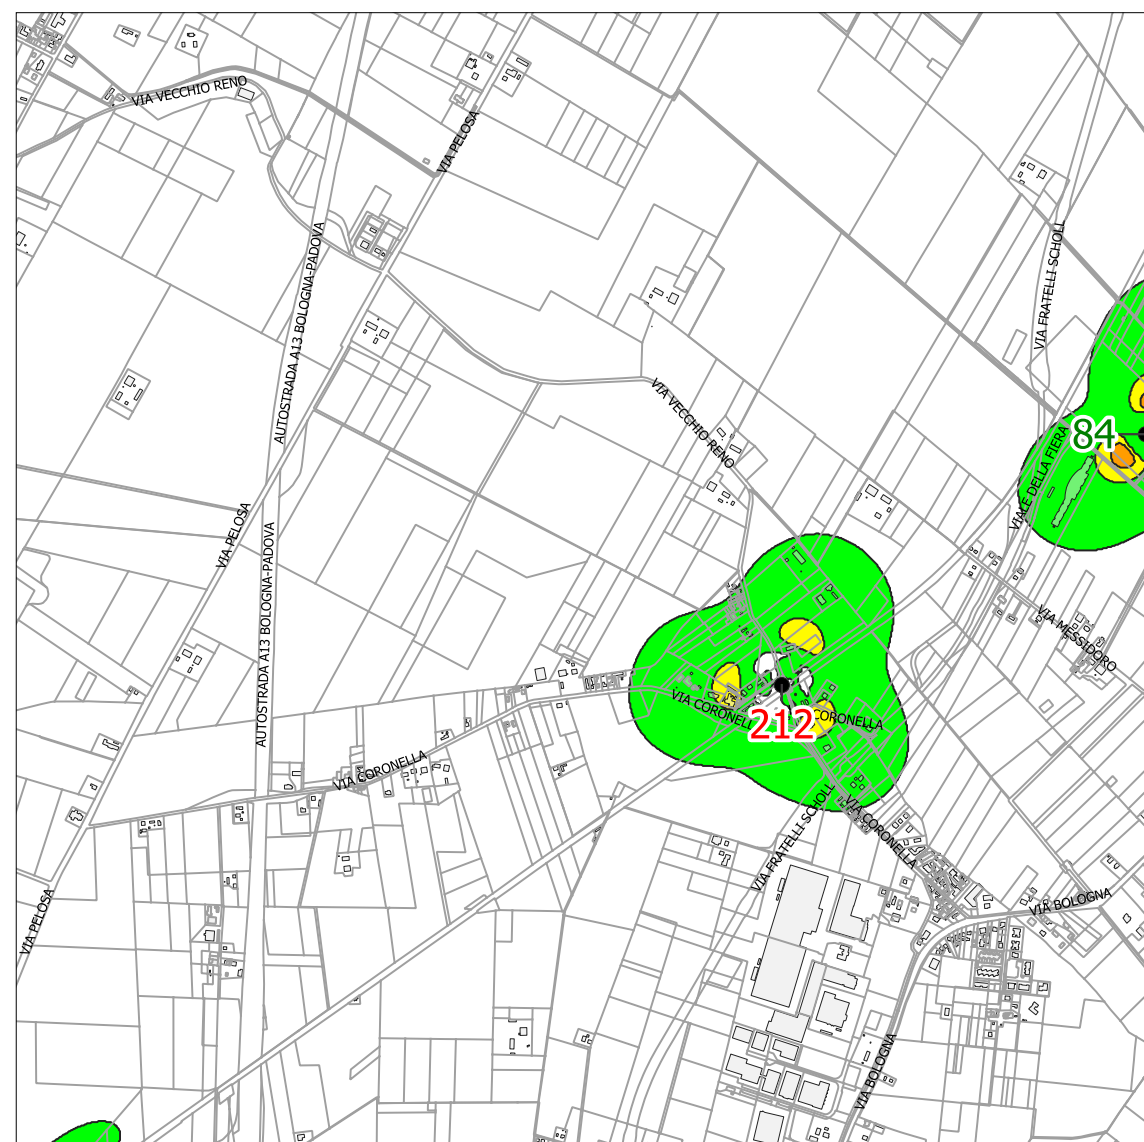 VIA VECCHIO RENO
VIA PELOSA
VIA FRATELLI SCHOLL
AUTOSTRADA A13 BOLOGNA-PADOVA
VIA VECCHIO RENO
84
VIALE DELLA FIERA
VIA PELOSA
AUTOSTRADA A13 BOLOGNA-PADOVA
VIA MESSIDORO
VIA CORONELL
CORONELLA
212
VIA CORONELLA
VIA FRATELLI SCHOLL
VIA CORONELLA
VIA PELOSA
VIA BOLOGNA
VIA BOLOGNA